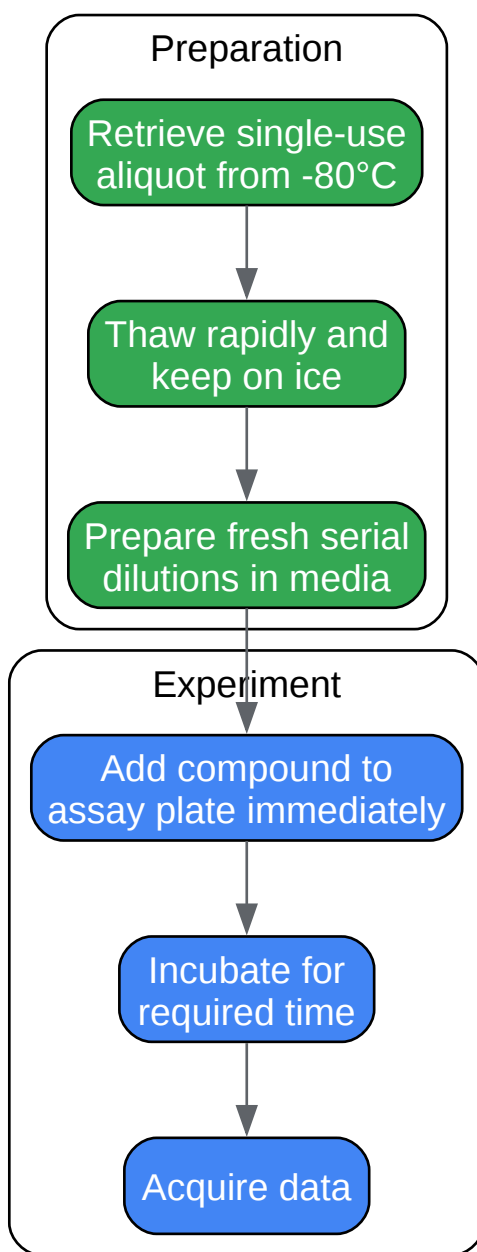 Preparation
Retrieve single-use
aliquot from -80°C
Thaw rapidly and
keep on ice
Prepare fresh serial
dilutions in media
Experiment
Add compound to
assay plate immediately
Incubate for
required time
Acquire data